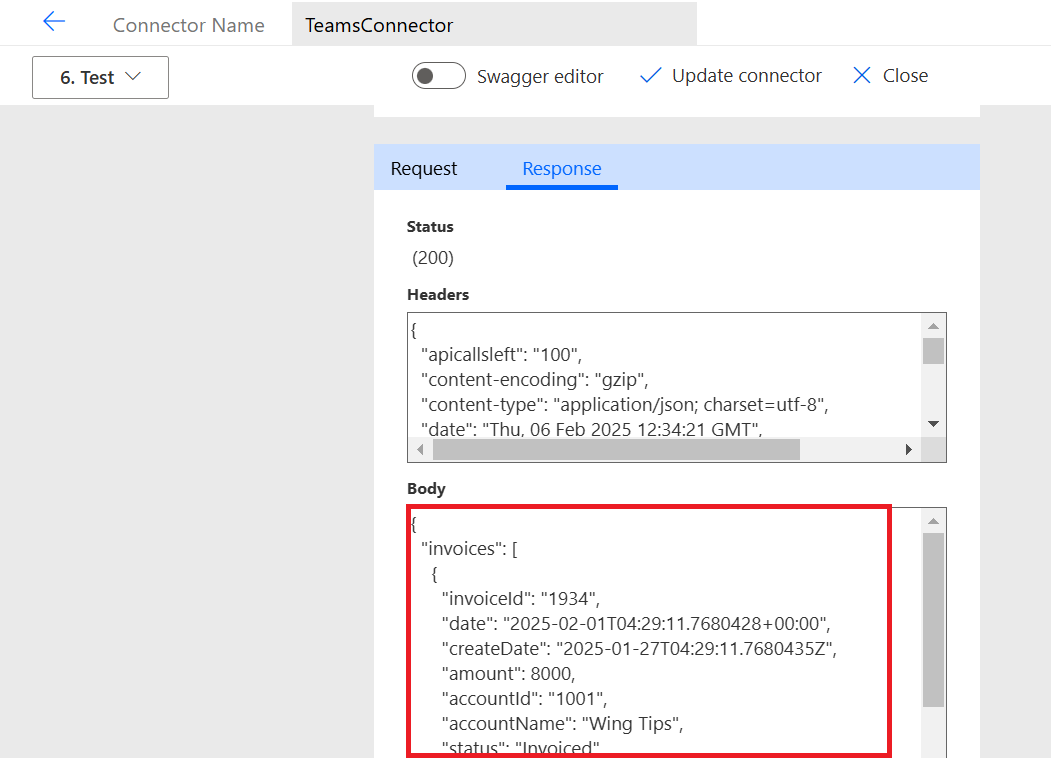 Connector Name TeamsConnector
6. Test Swagger editor Update connector Close
Request Response
Status
(200)
Headers
{
"apicallsleft": "100",
"content-encoding": "gzip",
"content-type": "application/json; charset=utf-8",
"date": "Thu, 06 Feb 2025 12:34:21 GMT",
Body
{
"invoices": [
{
"invoiceId": "1934",
"date": "2025-02-01T04:29:11.7680428+00:00",
"createDate": "2025-01-27T04:29:11.7680435Z",
"amount": 8000,
"accountId": "1001",
"accountName": "Wing Tips",
"status": "Invoiced"